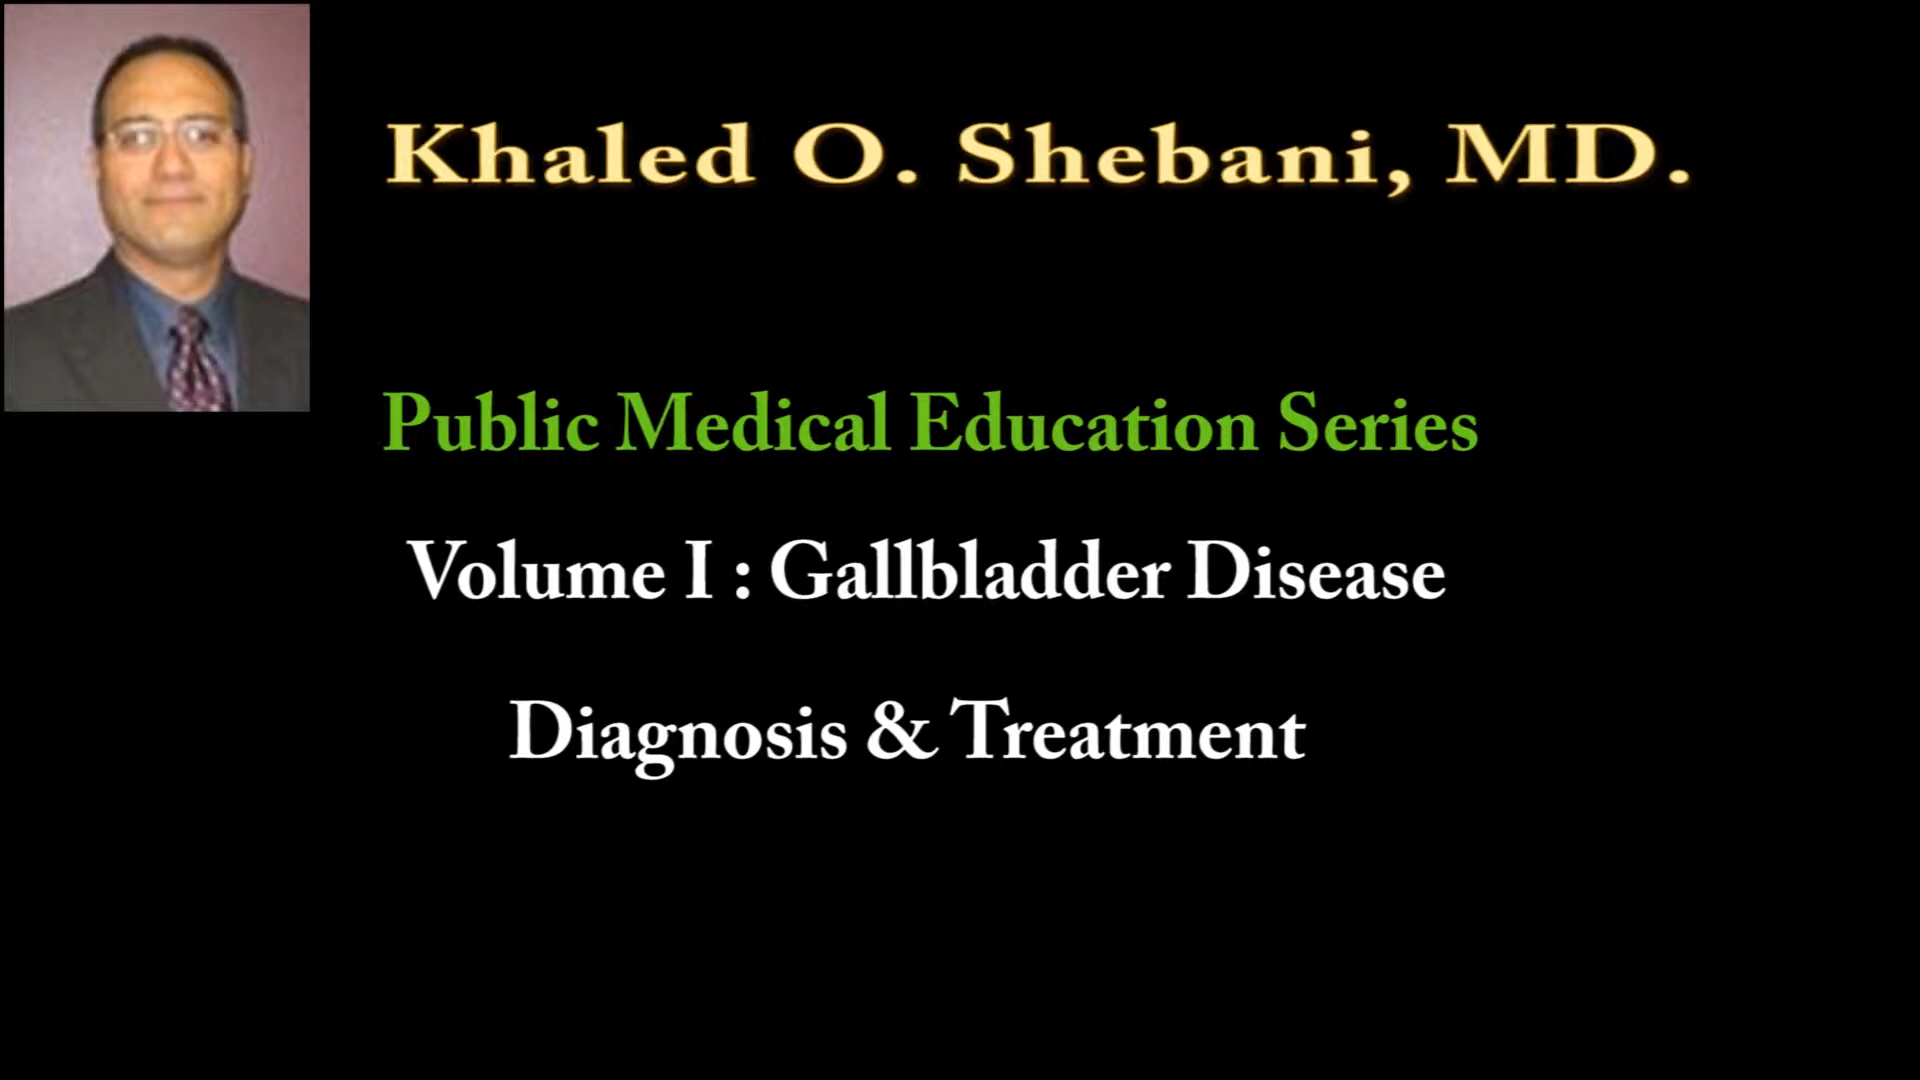 Khaled O. Shebani, MD.
Public Medical Education Series
Volume I : Gallbladder Disease
Diagnosis & Treatment